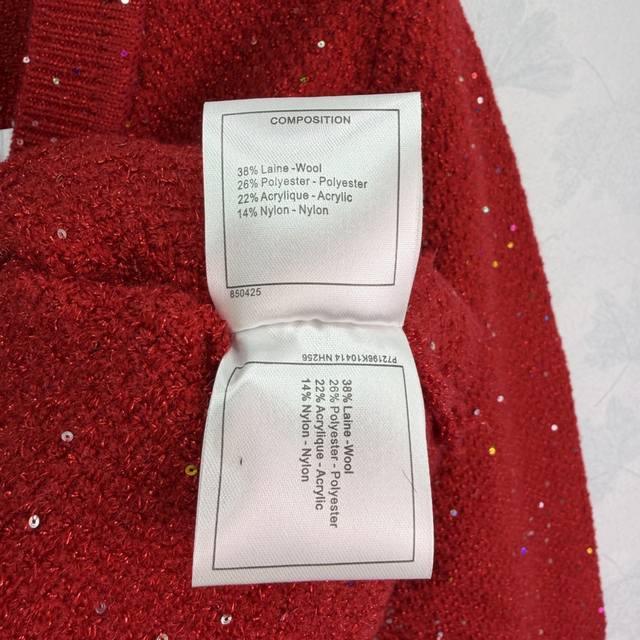 COMPOSITION
38% Laine -Wool
26% Polyester - Polyester
22% Acrylique - Acrylic
14% Nylon - Nylon
850425
P72198K10414 NH256
38% Laine -Wool
26% Polyester - Polyester
22% Acrylique - Acrylic
14% Nylon - Nylon